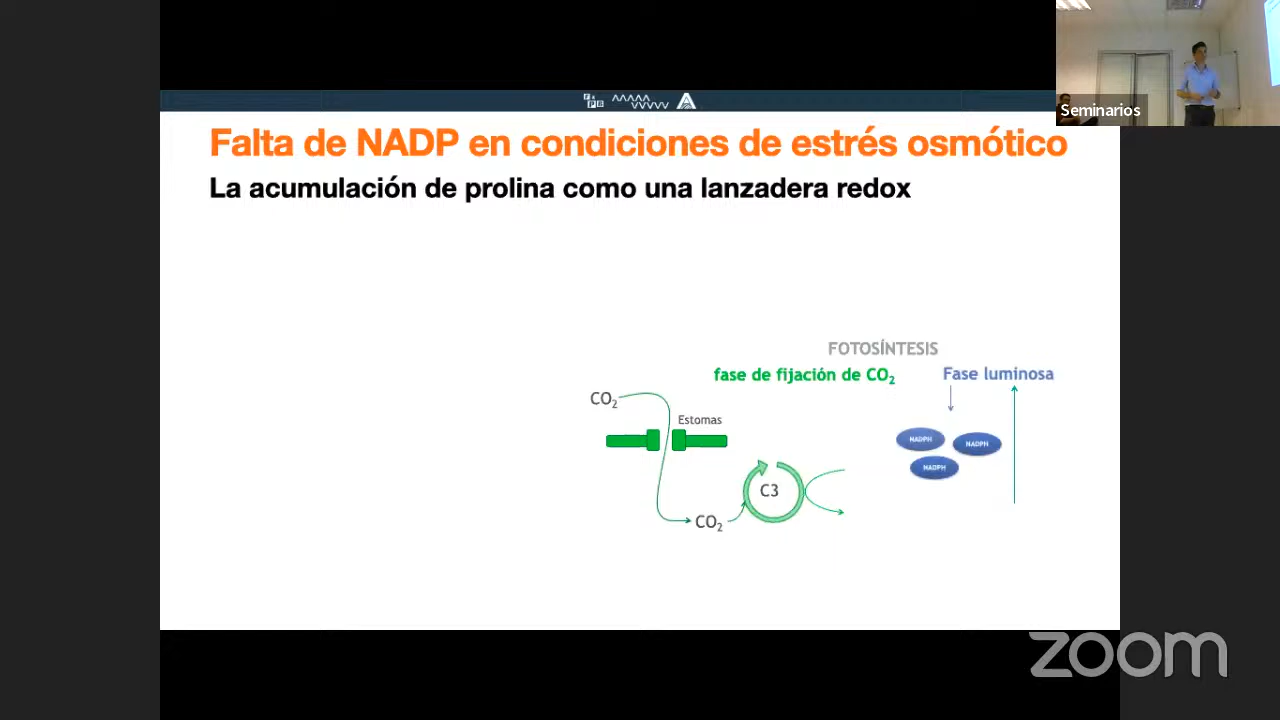 Seminarios
Falta de NADP en condiciones de estrés osmótico
La acumulación de prolina como una lanzadera redox
FOTOSÍNTESIS
fase de fijación de CO₂
Fase luminosa
CO₂
Estomas
NADPH
NADPH
NADPH
C3
CO₂
zoom